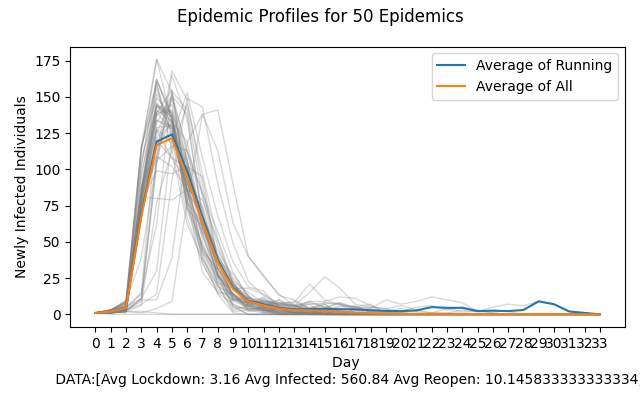 Epidemic Profiles for 50 Epidemics
Average of Running
Average of All
175
150
125
100
75
50
25
0
Newly Infected Individuals
0 1 2 3 4 5 6 7 8 9 10 11 12 13 14 15 16 17 18 19 20 21 22 23 24 25 26 27 28 29 30 31 32 33
Day
DATA:[Avg Lockdown: 3.16 Avg Infected: 560.84 Avg Reopen: 10.145833333333334